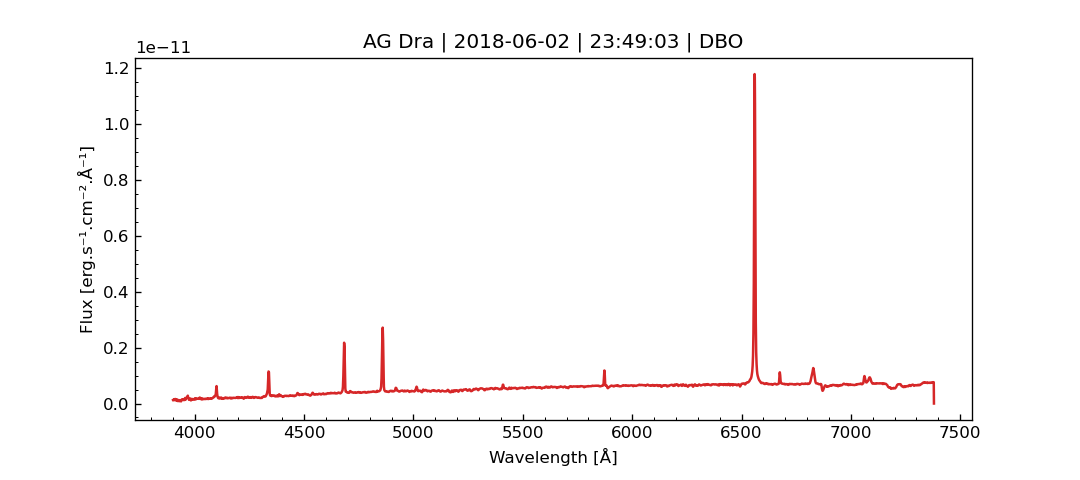 AG Dra | 2018-06-02 | 23:49:03 | DBO
1e−11
1.2
1.0
0.8
0.6
0.4
0.2
0.0
Flux [erg.s⁻¹.cm⁻².Å⁻¹]
4000 4500 5000 5500 6000 6500 7000 7500
Wavelength [Å]